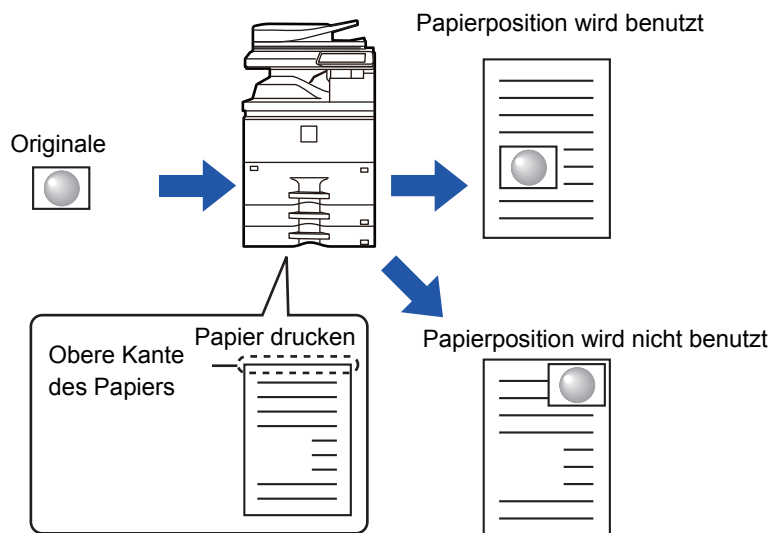 Papierposition wird benutzt
Originale
Papier drucken
Obere Kante
des Papiers
Papierposition wird nicht benutzt